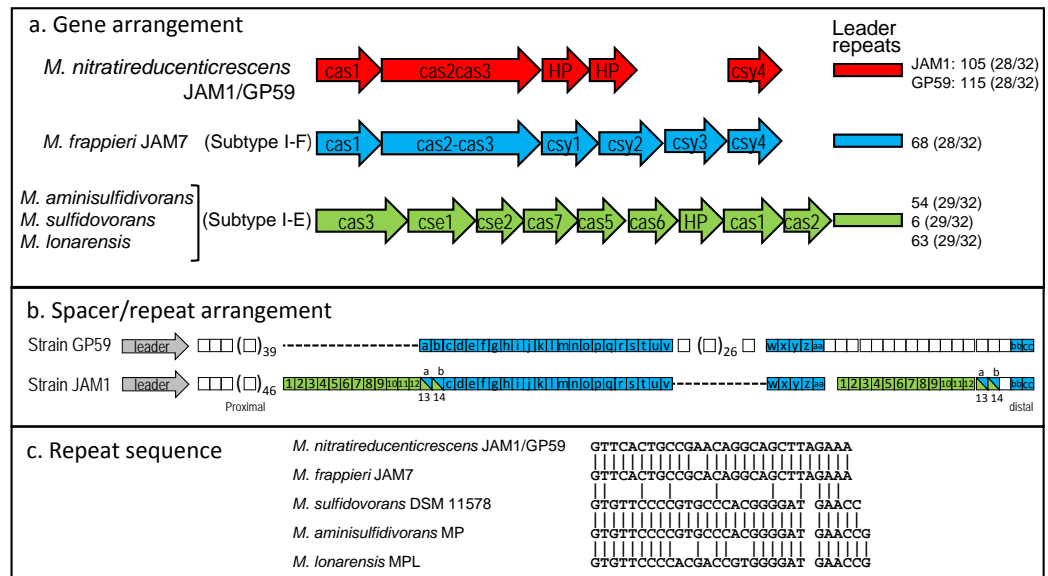 a. Gene arrangement
Leader repeats
M. nitratireducenticrescens JAM1/GP59
cas1 cas2cas3 HP HP csy4
JAM1: 105 (28/32)
GP59: 115 (28/32)
M. frappieri JAM7 (Subtype I-F) cas1 cas2-cas3 csy1 csy2 csy3 csy4 68 (28/32)
M. aminisulfidivorans
M. sulfidovorans
M. lonarensis
(Subtype I-E) cas3 cse1 cse2 cas7 cas5 cas6 HP cas1 cas2
54 (29/32)
6 (29/32)
63 (29/32)
b. Spacer/repeat arrangement
Strain GP59 leader ( )39 a b c d e f g h i j k l m n o p q r s t u v ( )26 w x y z aa bb cc
a b a b
Strain JAM1 leader ( )46 1 2 3 4 5 6 7 8 9 10 11 12 c d e f g h i j k l m n o p q r s t u v w x y z aa 1 2 3 4 5 6 7 8 9 10 11 12 bb cc
Proximal 13 14 13 14 distal
c. Repeat sequence
M. nitratireducenticrescens JAM1/GP59 GTTCACTGCCGAACAGGCAGCTTAGAAA
M. frappieri JAM7 GTTCACTGCCGCACAGGCAGCTTAGAAA
M. sulfidovorans DSM 11578 GTGTTCCCCGTGCCCACGGGGAT GAACC
M. aminisulfidivorans MP GTGTTCCCCGTGCCCACGGGGAT GAACCG
M. lonarensis MPL GTGTTCCCCACGACCGTGGGGAT GAACCG